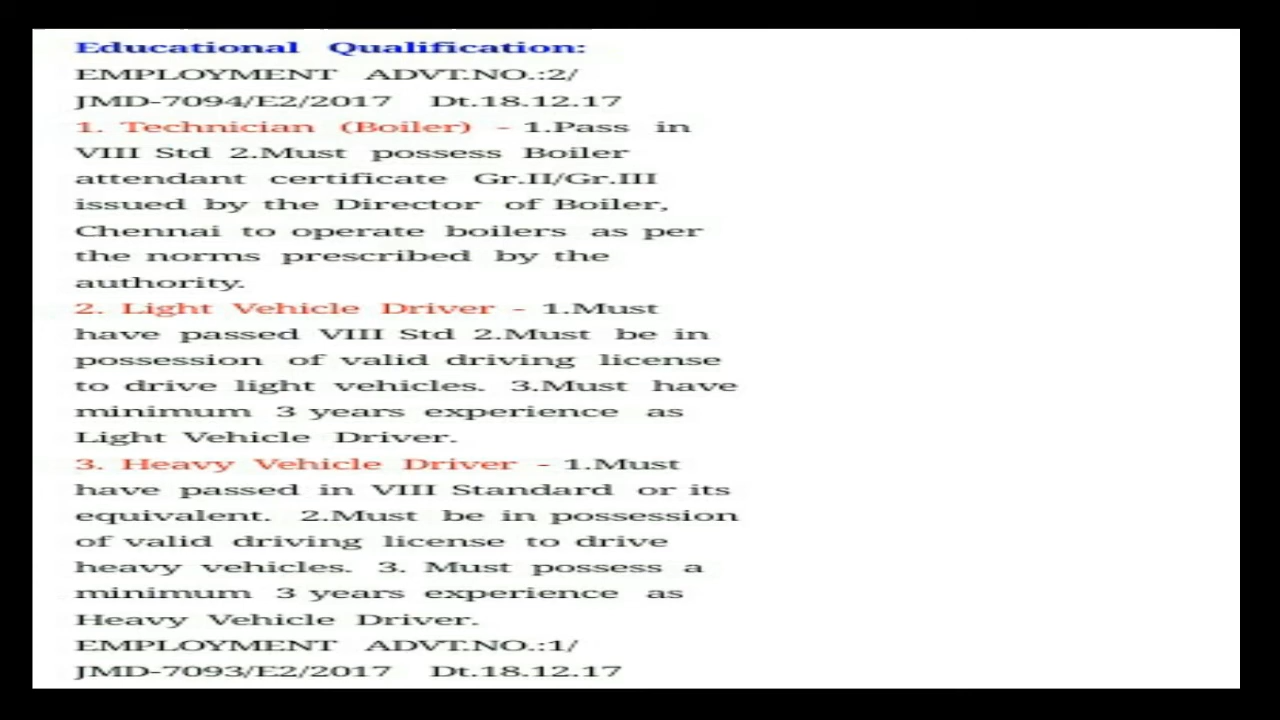 Educational Qualification:
EMPLOYMENT ADVT.NO.:2/
JMD-7094/E2/2017 Dt.18.12.17
1. Technician (Boiler) - 1.Pass in
VIII Std 2.Must possess Boiler
attendant certificate Gr.II/Gr.III
issued by the Director of Boiler,
Chennai to operate boilers as per
the norms prescribed by the
authority.
2. Light Vehicle Driver - 1.Must
have passed VIII Std 2.Must be in
possession of valid driving license
to drive light vehicles. 3.Must have
minimum 3 years experience as
Light Vehicle Driver.
3. Heavy Vehicle Driver - 1.Must
have passed in VIII Standard or its
equivalent. 2.Must be in possession
of valid driving license to drive
heavy vehicles. 3. Must possess a
minimum 3 years experience as
Heavy Vehicle Driver.
EMPLOYMENT ADVT.NO.:1/
JMD-7093/E2/2017 Dt.18.12.17